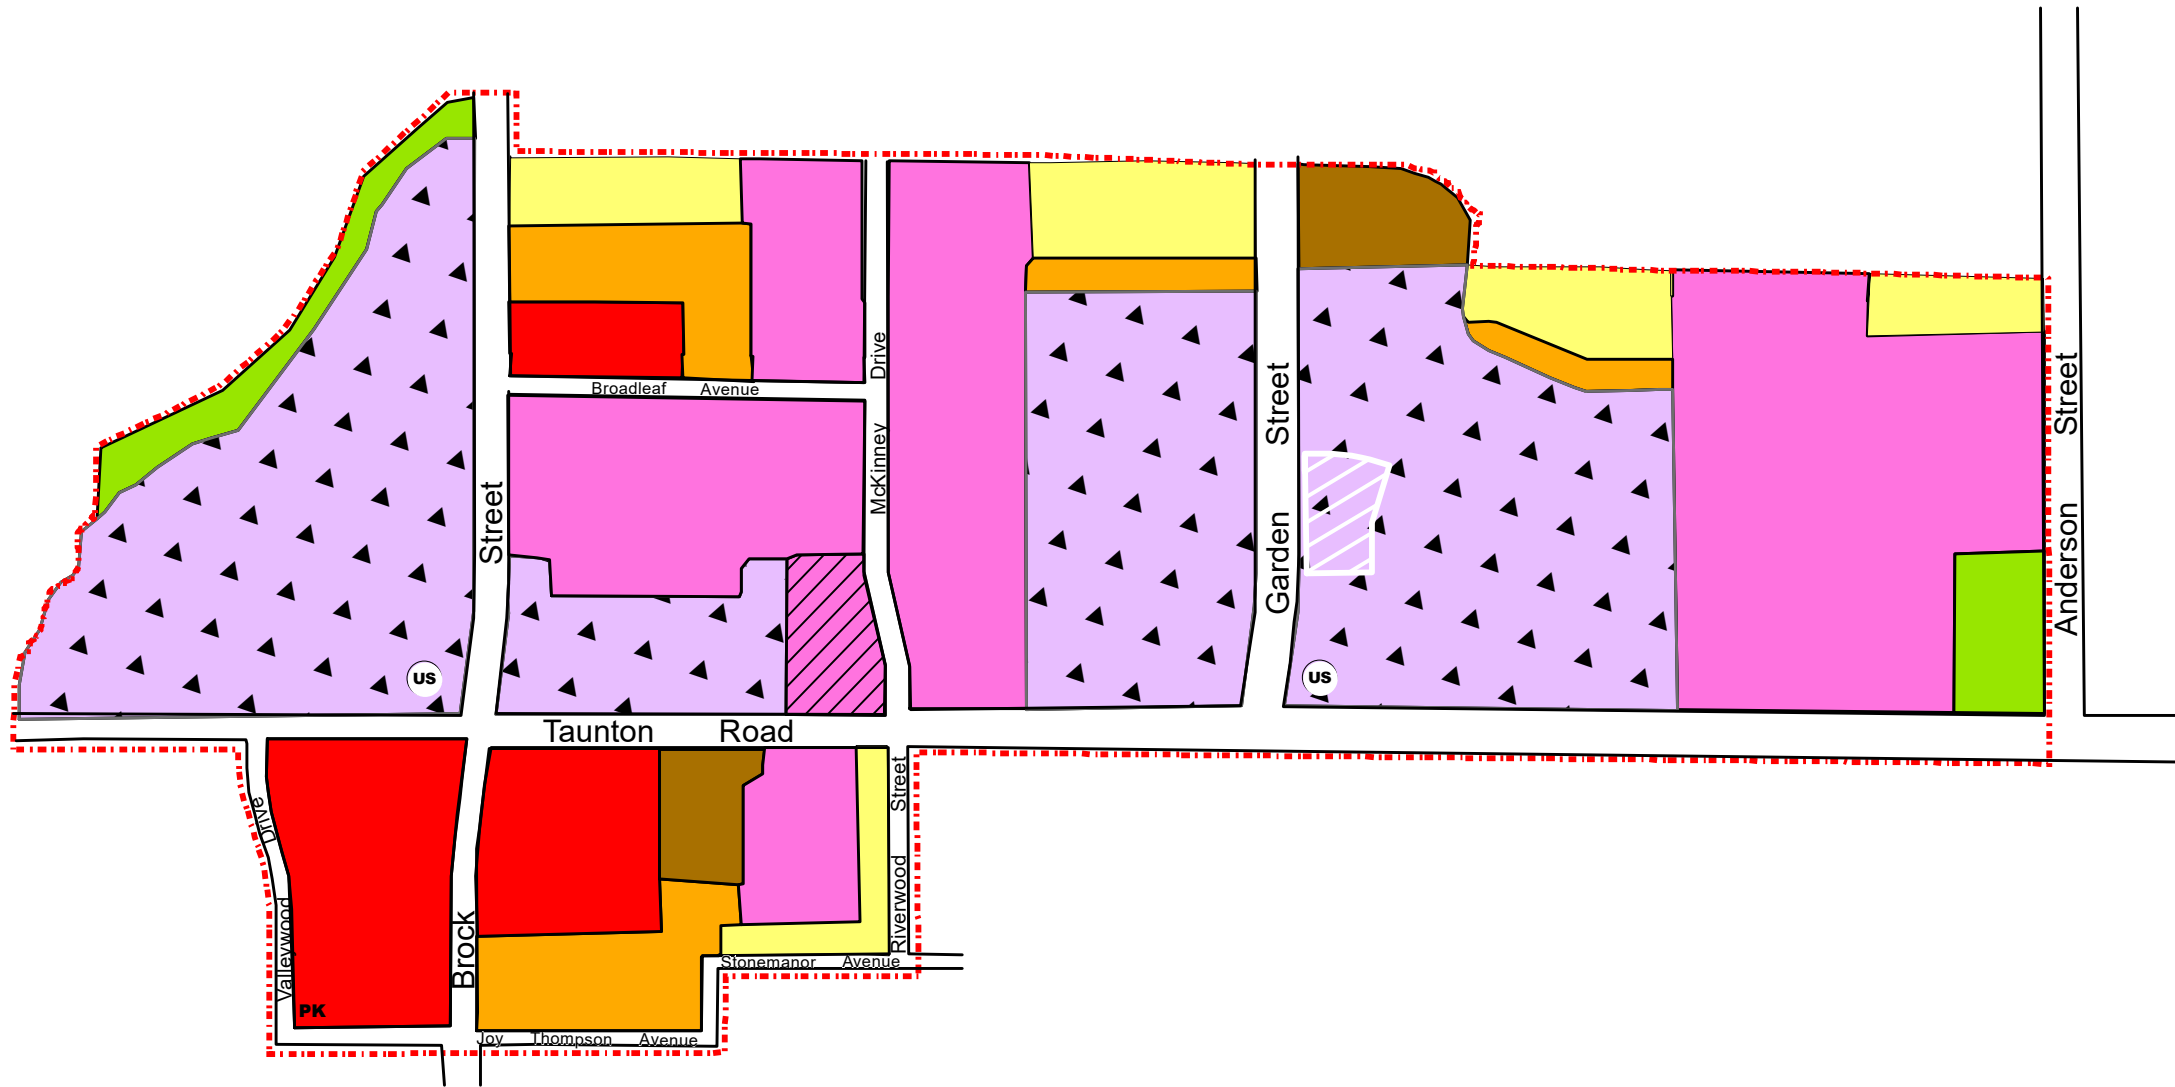 Broadleaf Avenue
McKinney Drive
Brock Street
Garden Street
Anderson Street
US
US
Taunton Road
Valleywood Drive
Riverwood Street
Stonemanor Avenue
PK
Joy Thompson Avenue